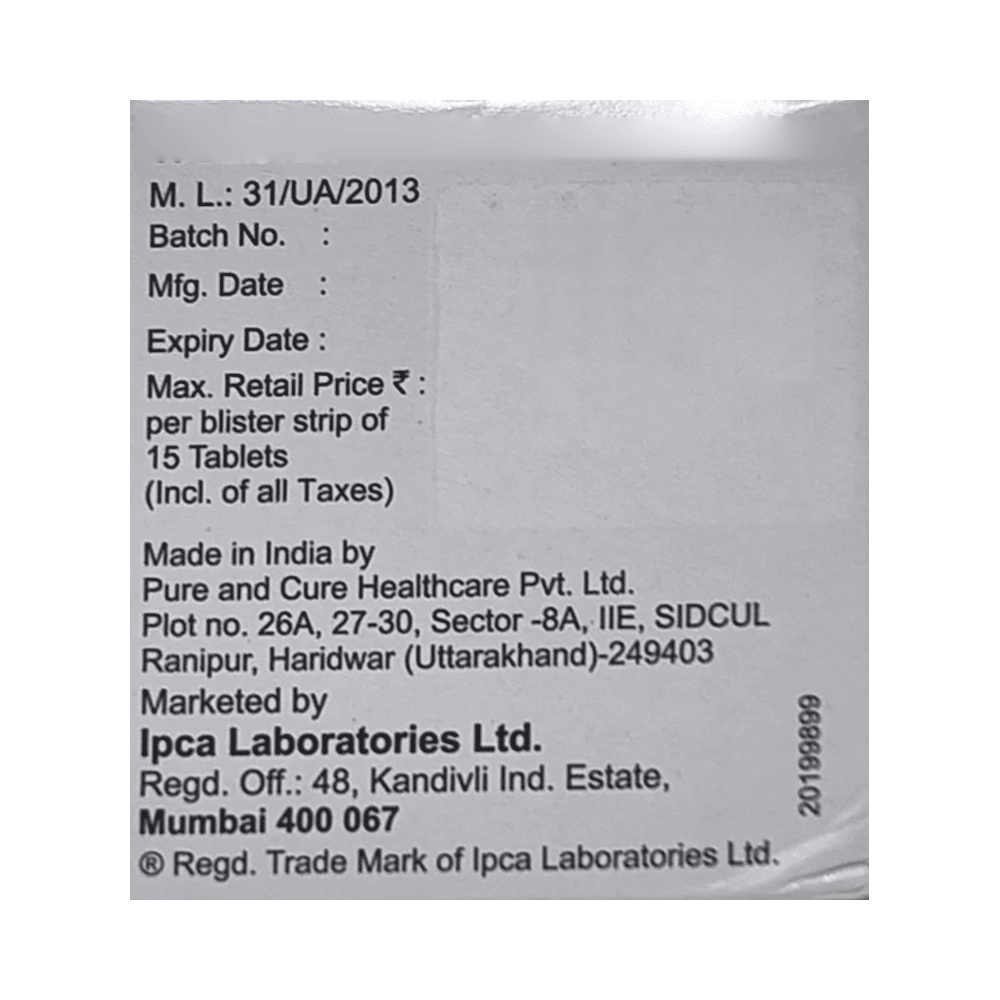 M. L.: 31/UA/2013
Batch No. :
Mfg. Date :
Expiry Date :
Max. Retail Price ₹ :
per blister strip of
15 Tablets
(Incl. of all Taxes)
Made in India by
Pure and Cure Healthcare Pvt. Ltd.
Plot no. 26A, 27-30, Sector -8A, IIE, SIDCUL
Ranipur, Haridwar (Uttarakhand)-249403
Marketed by
Ipca Laboratories Ltd.
Regd. Off.: 48, Kandivli Ind. Estate,
Mumbai 400 067
® Regd. Trade Mark of Ipca Laboratories Ltd.
20199899